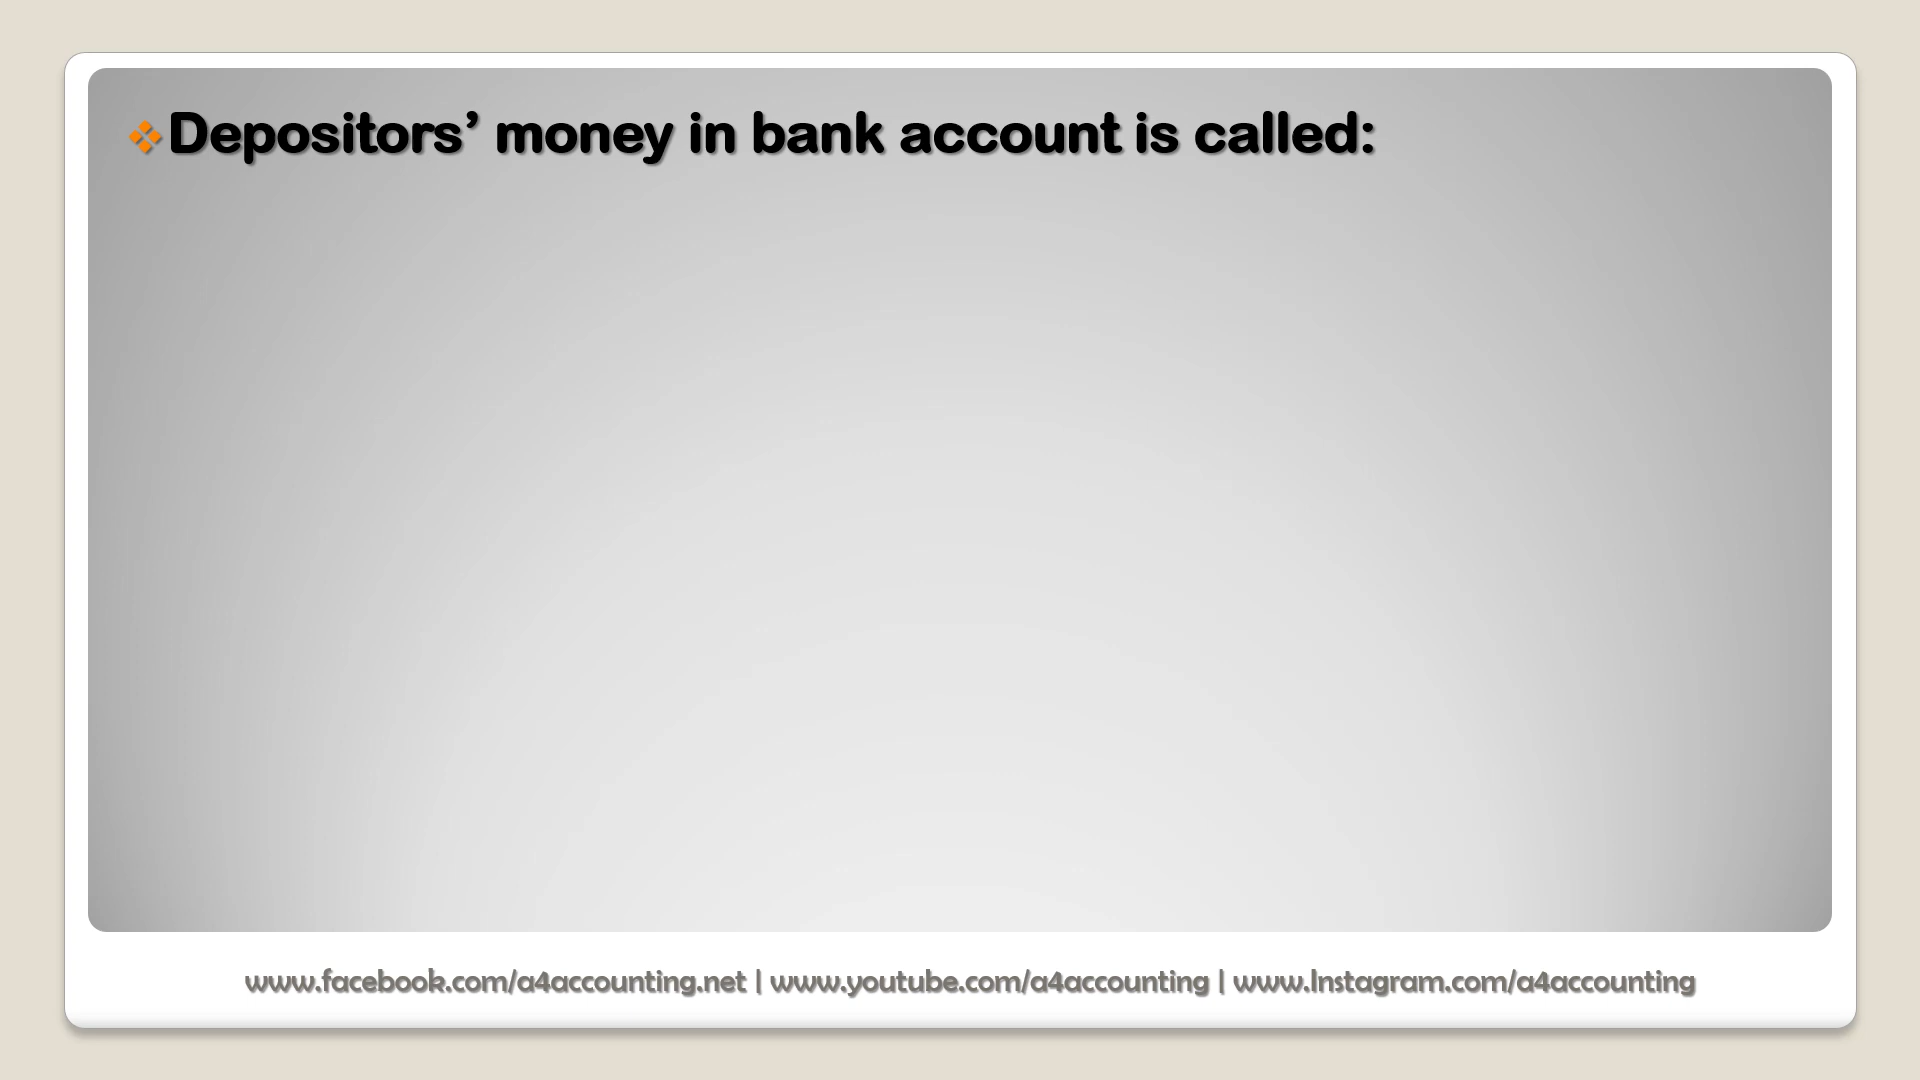 Depositors’ money in bank account is called:
www.facebook.com/a4accounting.net | www.youtube.com/a4accounting | www.Instagram.com/a4accounting